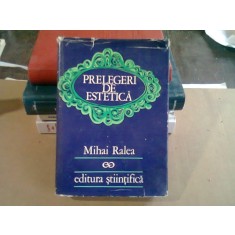 PRELEGERI
DE
ESTETICĂ
Mihai Ralea
editura științifică